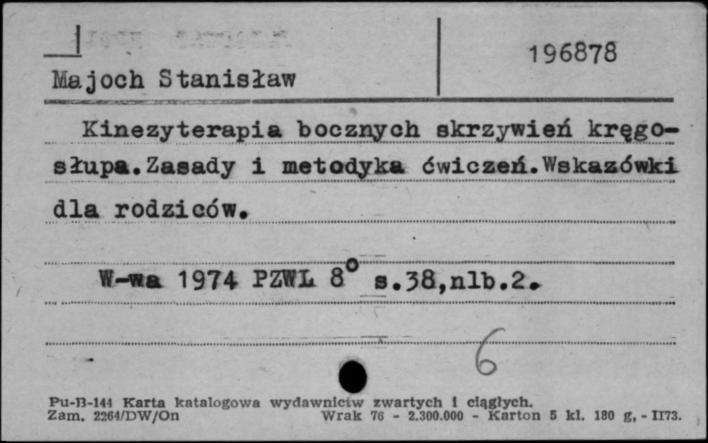 196878
Majoch Stanisław
Kinezyterapia bocznych skrzywień kręgo-
słupa.Zasady i metodyka ćwiczeń.Wskazówki
dla rodziców.
W-wa 1974 PZWL 8° s.38,nlb.2.
6
Pu-B-144 Karta katalogowa wydawnictw zwartych i ciągłych.
Zam. 2264/DW/On Wrak 76 - 2.300.000 - Karton 5 kl. 180 g, - II73.